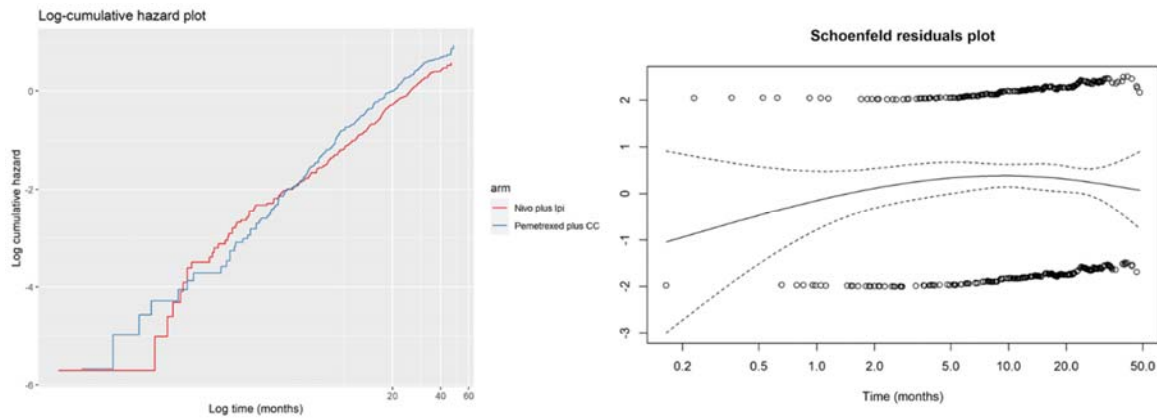 Log-cumulative hazard plot
Log cumulative hazard
0
-2
-4
-6
20
40
60
Log time (months)
arm
Nivo plus Ipi
Pemetrexed plus CC
Schoenfeld residuals plot
2
1
0
-1
-2
-3
0.2
0.5
1.0
2.0
5.0
10.0
20.0
50.0
Time (months)